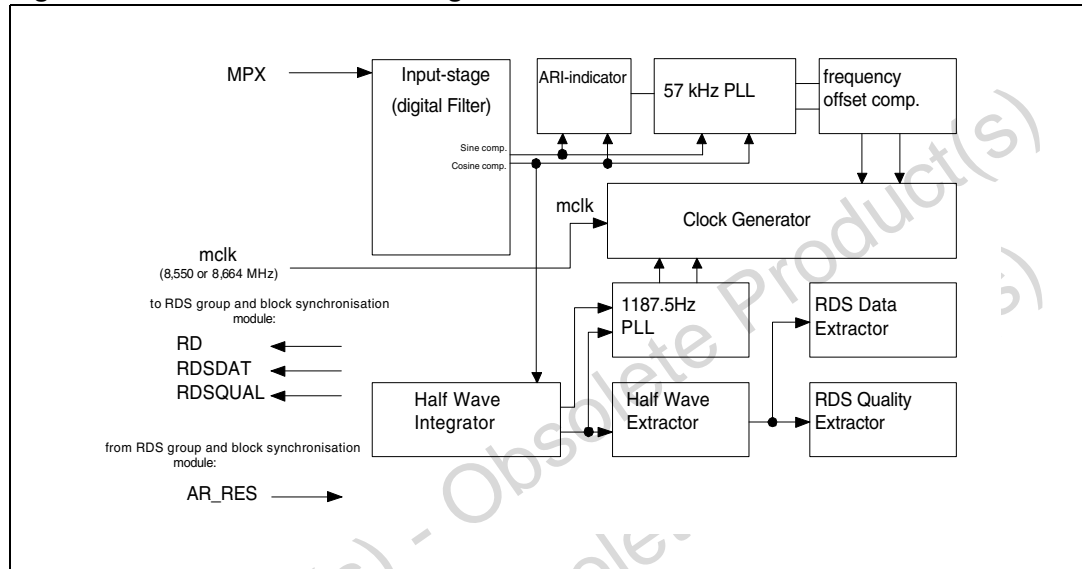 MPX
Input-stage
(digital Filter)
Sine comp.
Cosine comp.
ARI-indicator
57 kHz PLL
frequency
offset comp.
mclk
Clock Generator
mclk
(8,550 or 8,664 MHz)
to RDS group and block synchronisation
module:
RD
RDSDAT
RDSQUAL
1187.5Hz
PLL
RDS Data
Extractor
Half Wave
Integrator
Half Wave
Extractor
RDS Quality
Extractor
from RDS group and block synchronisation
module:
AR_RES
(s) - Obsolete Product(s)
solete
s)